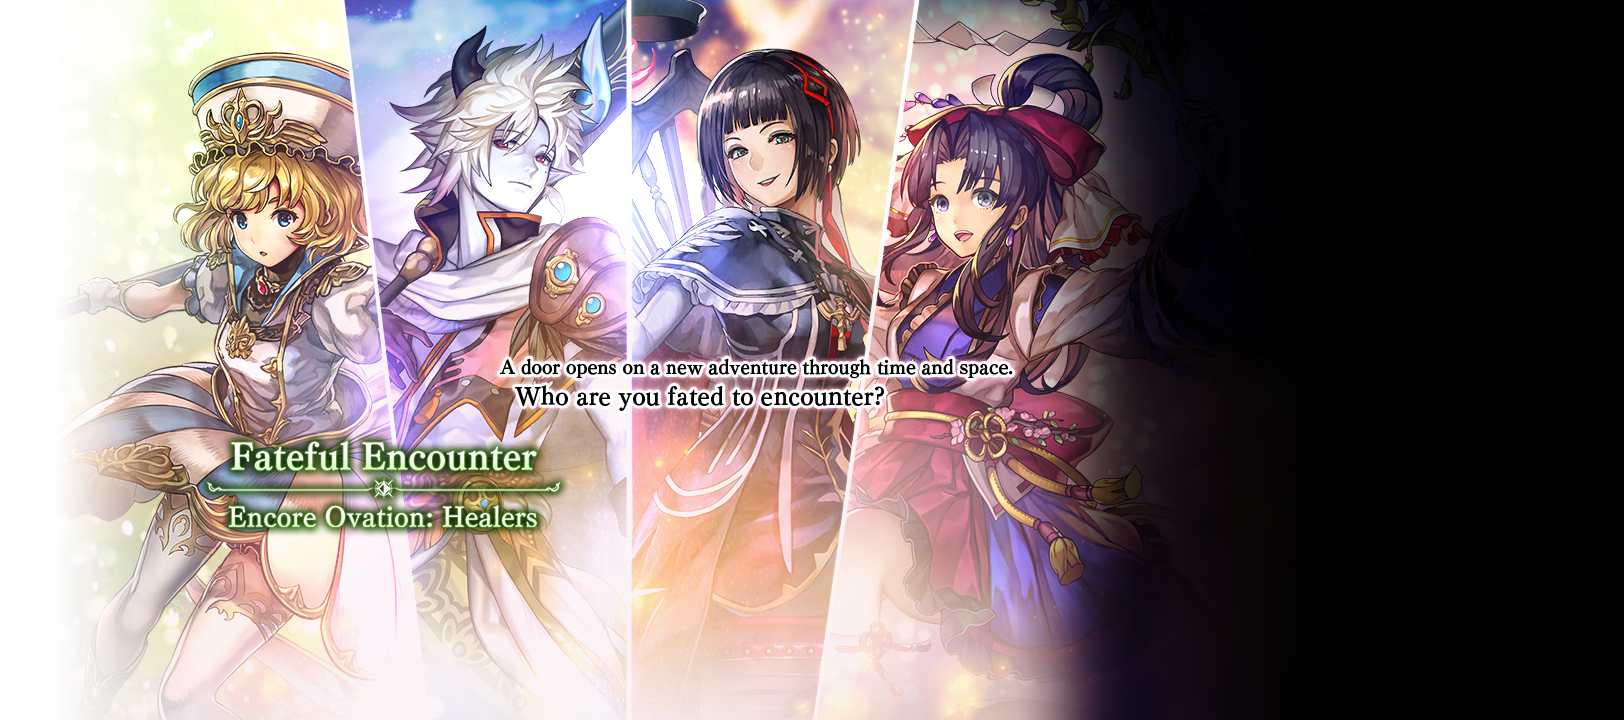 A door opens on a new adventure through time and space.
Who are you fated to encounter?
Fateful Encounter
Encore Ovation: Healers